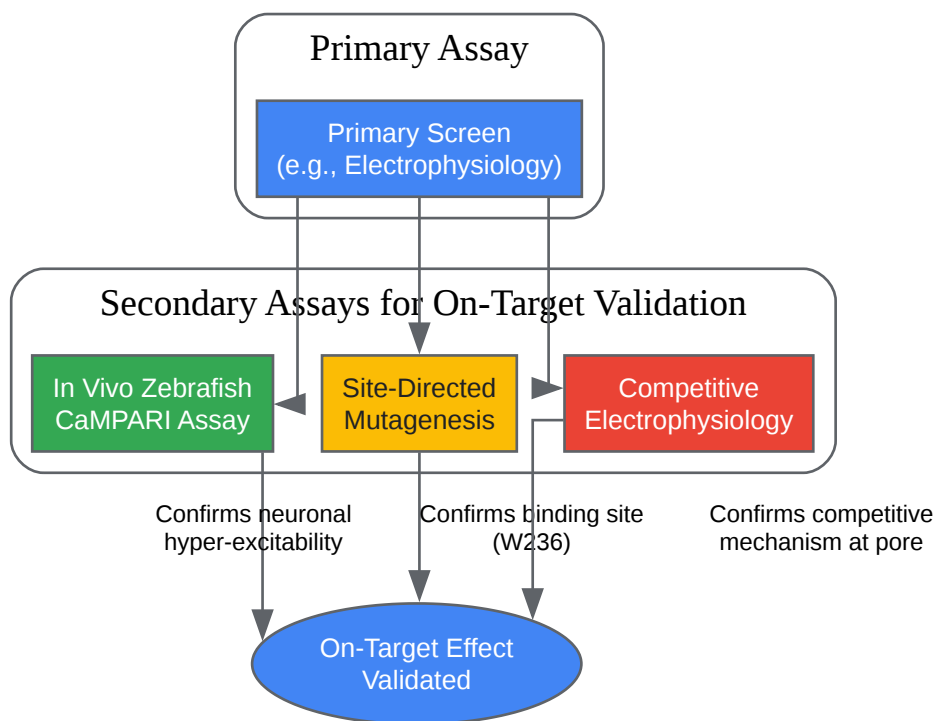 Primary Assay
Primary Screen
(e.g., Electrophysiology)
Secondary Assays for On-Target Validation
In Vivo Zebrafish
CaMPARI Assay
Site-Directed
Mutagenesis
Competitive
Electrophysiology
Confirms neuronal
hyper-excitability
Confirms binding site
(W236)
Confirms competitive
mechanism at pore
On-Target Effect
Validated